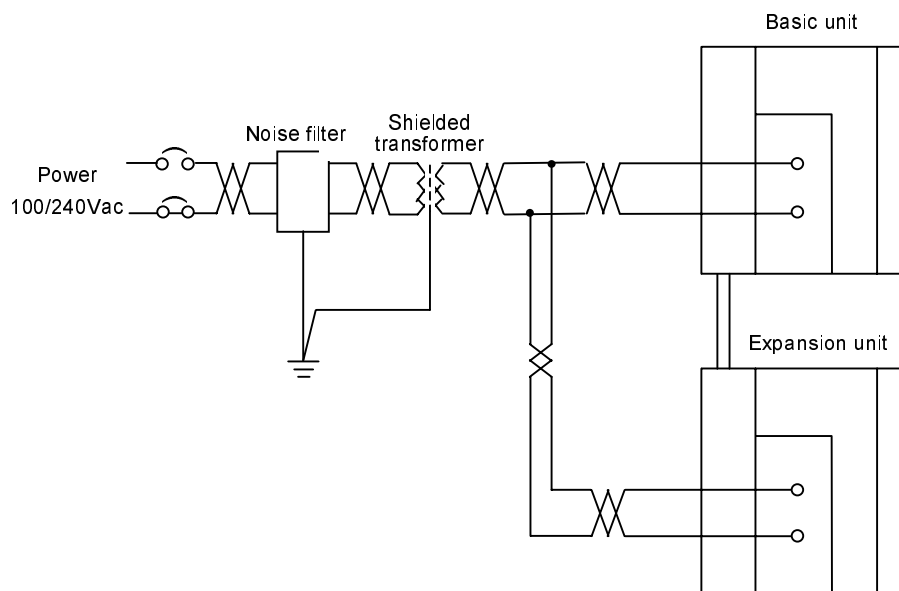 Basic unit
Noise filter
Shielded
transformer
Power
100/240Vac
Expansion unit